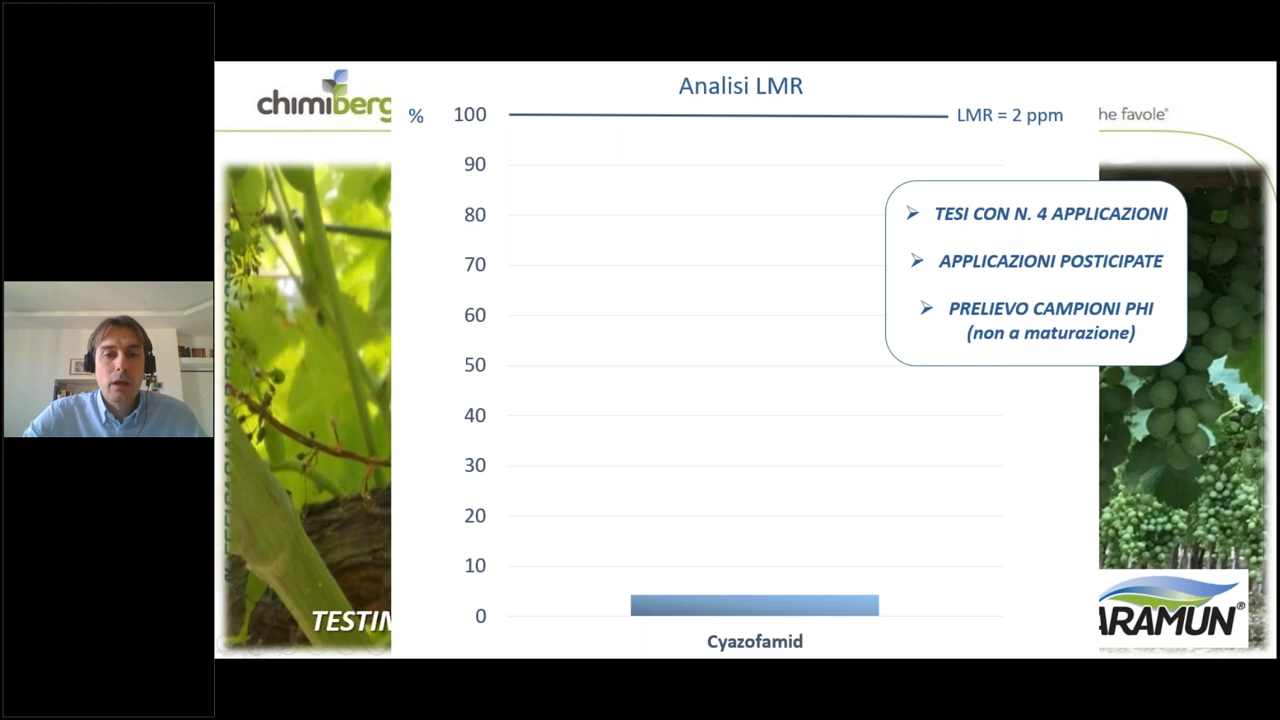 chimiberg
he favole®
Analisi LMR
%
100
LMR = 2 ppm
90
80
70
60
50
40
30
20
10
0
Cyazofamid
➢ TESI CON N. 4 APPLICAZIONI
➢ APPLICAZIONI POSTICIPATE
➢ PRELIEVO CAMPIONI PHI
(non a maturazione)
TESTIN
ARAMUN®